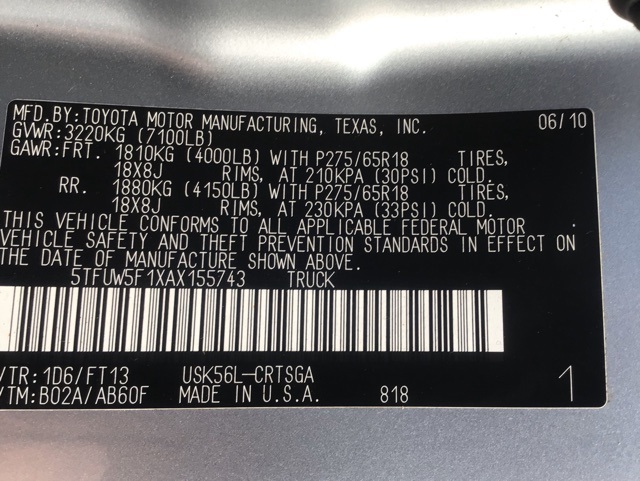 MFD.BY:TOYOTA MOTOR MANUFACTURING, TEXAS, INC. 06/10
GVWR:3220KG (7100LB)
GAWR:FRT. 1810KG (4000LB) WITH P275/65R18 TIRES,
18X8J RIMS, AT 210KPA (30PSI) COLD.
RR. 1880KG (4150LB) WITH P275/65R18 TIRES,
18X8J RIMS, AT 230KPA (33PSI) COLD.
THIS VEHICLE CONFORMS TO ALL APPLICABLE FEDERAL MOTOR
VEHICLE SAFETY AND THEFT PREVENTION STANDARDS IN EFFECT ON
THE DATE OF MANUFACTURE SHOWN ABOVE.
5TFUW5F1XAX155743 TRUCK
/TR:1D6/FT13 USK56L-CRTSGA
/TM:B02A/AB60F MADE IN U.S.A. 818 1